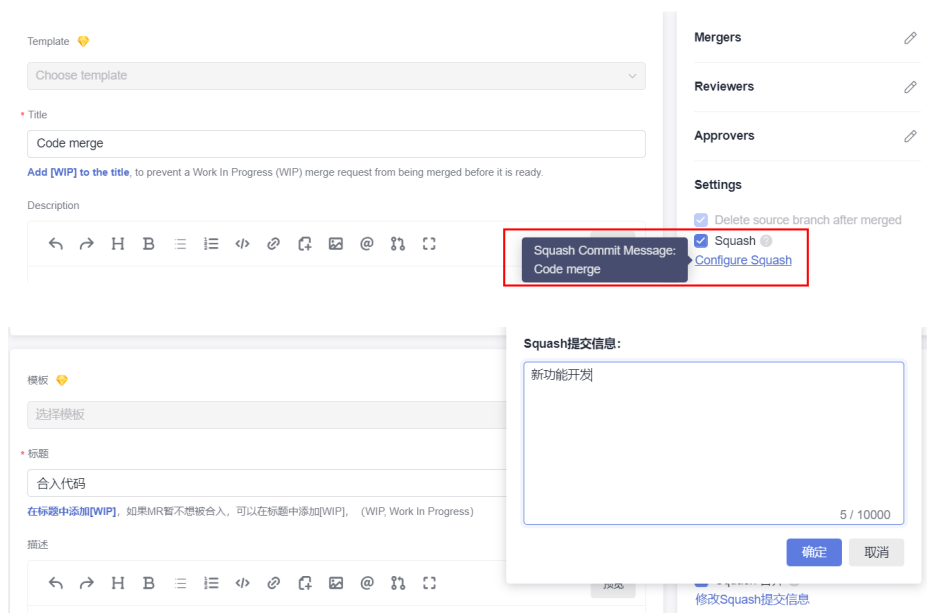 Template
Choose template
* Title
Code merge
Add [WIP] to the title, to prevent a Work In Progress (WIP) merge request from being merged before it is ready.
Description
Mergers
Reviewers
Approvers
Settings
Delete source branch after merged
Squash
Configure Squash
Squash Commit Message:
Code merge
模板
选择模板
* 标题
合入代码
在标题中添加[WIP]，如果MR暂不想被合入，可以在标题中添加[WIP]，（WIP, Work In Progress）
描述
Squash提交信息：
新功能开发
5 / 10000
确定
取消
预览
修改Squash提交信息